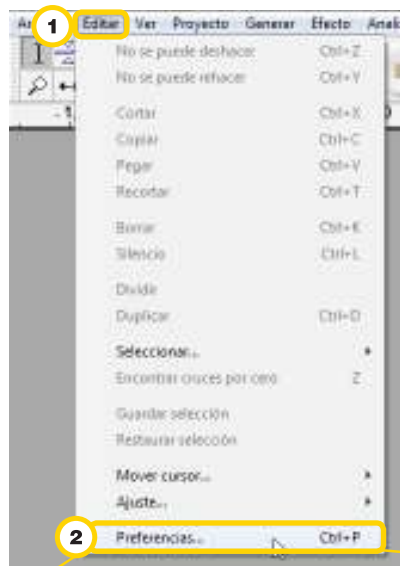 1
Editar Ver Proyecto Generar Efecto Anali
No se puede deshacer Ctrl+Z
No se puede rehacer Ctrl+Y
Cortar Ctrl+X
Copiar Ctrl+C
Pegar Ctrl+V
Recortar Ctrl+T
Borrar Ctrl+K
Silencio Ctrl+L
Dividir
Duplicar Ctrl+D
Seleccionar...
Encontrar cruces por cero Z
Guardar selección
Restaurar selección
Mover cursor...
Ajuste...
2 Preferencias... Ctrl+P